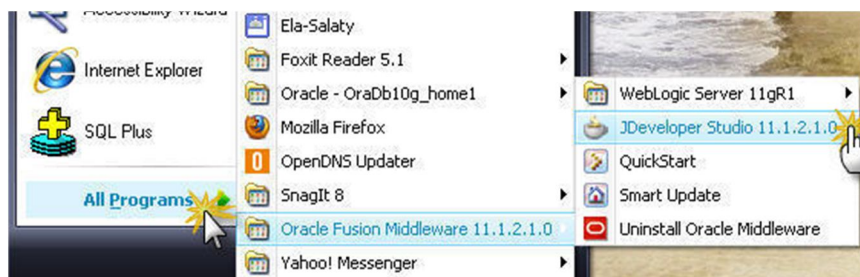 Accessibility Wizard
Internet Explorer
SQL Plus
All Programs
Ela-Salaty
Foxit Reader 5.1
Oracle - OraDb10g_home1
Mozilla Firefox
OpenDNS Updater
SnagIt 8
Oracle Fusion Middleware 11.1.2.1.0
Yahoo! Messenger
WebLogic Server 11gR1
JDeveloper Studio 11.1.2.1.0
QuickStart
Smart Update
Uninstall Oracle Middleware